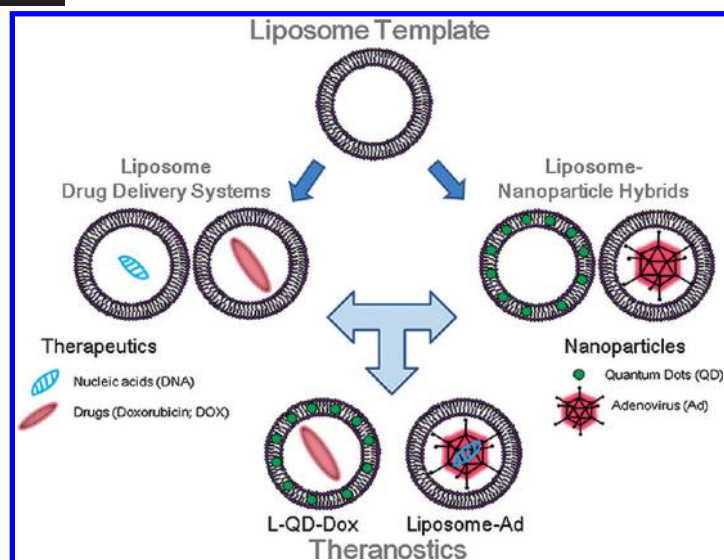 Liposome Template
Liposome
Drug Delivery Systems
Liposome-
Nanoparticle Hybrids
Therapeutics
Nucleic acids (DNA)
Drugs (Doxorubicin; DOX)
Nanoparticles
Quantum Dots (QD)
Adenovirus (Ad)
L-QD-Dox
Liposome-Ad
Theranostics